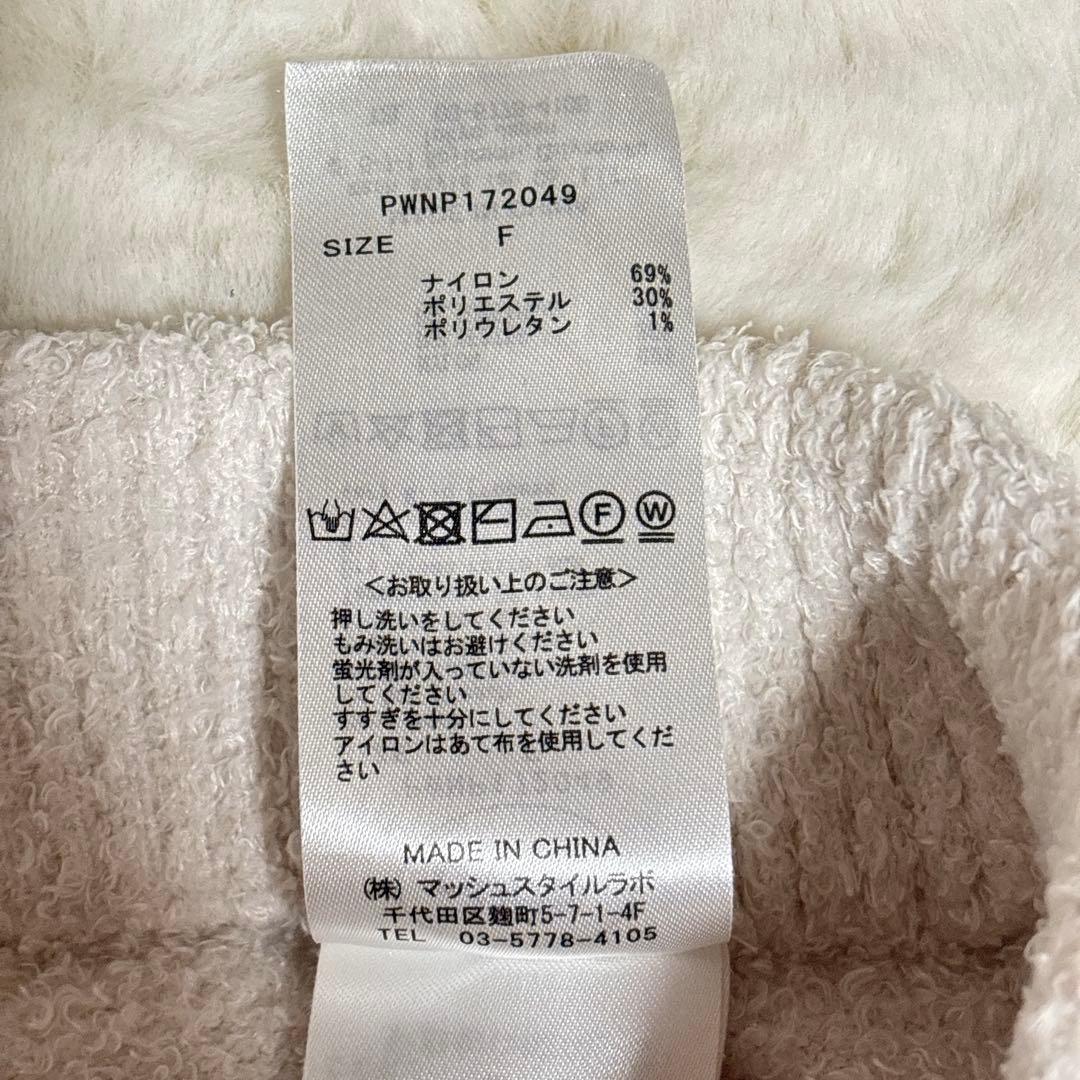 PWNP172049
SIZE F
ナイロン 69%
ポリエステル 30%
ポリウレタン 1%
F W
<お取り扱い上のご注意>
押し洗いをしてください
もみ洗いはお避けください
蛍光剤が入っていない洗剤を使用
してください
すすぎを十分にしてください
アイロンはあて布を使用してくだ
さい
MADE IN CHINA
(株) マッシュスタイルラボ
千代田区麹町5-7-1-4F
TEL 03-5778-4105